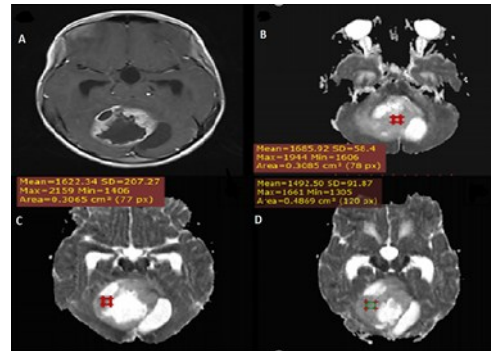 A
B
Mean=1685.92 SD=58.4
Max=1944 Min=1606
Area=0.3085 cm² (78 px)
Mean=1622.34 SD=207.27
Max=2159 Min=1406
Area=0.3065 cm² (77 px)
Mean=1492.50 SD=91.87
Max=1661 Min=1305
Area=0.4869 cm² (120 px)
C
D